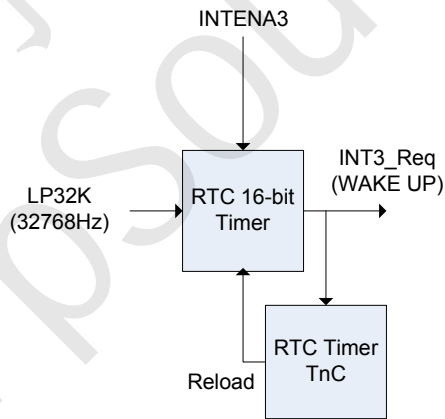 INTENA3
INT3_Req
(WAKE UP)
LP32K
(32768Hz)
RTC 16-bit
Timer
RTC Timer
TnC
Reload